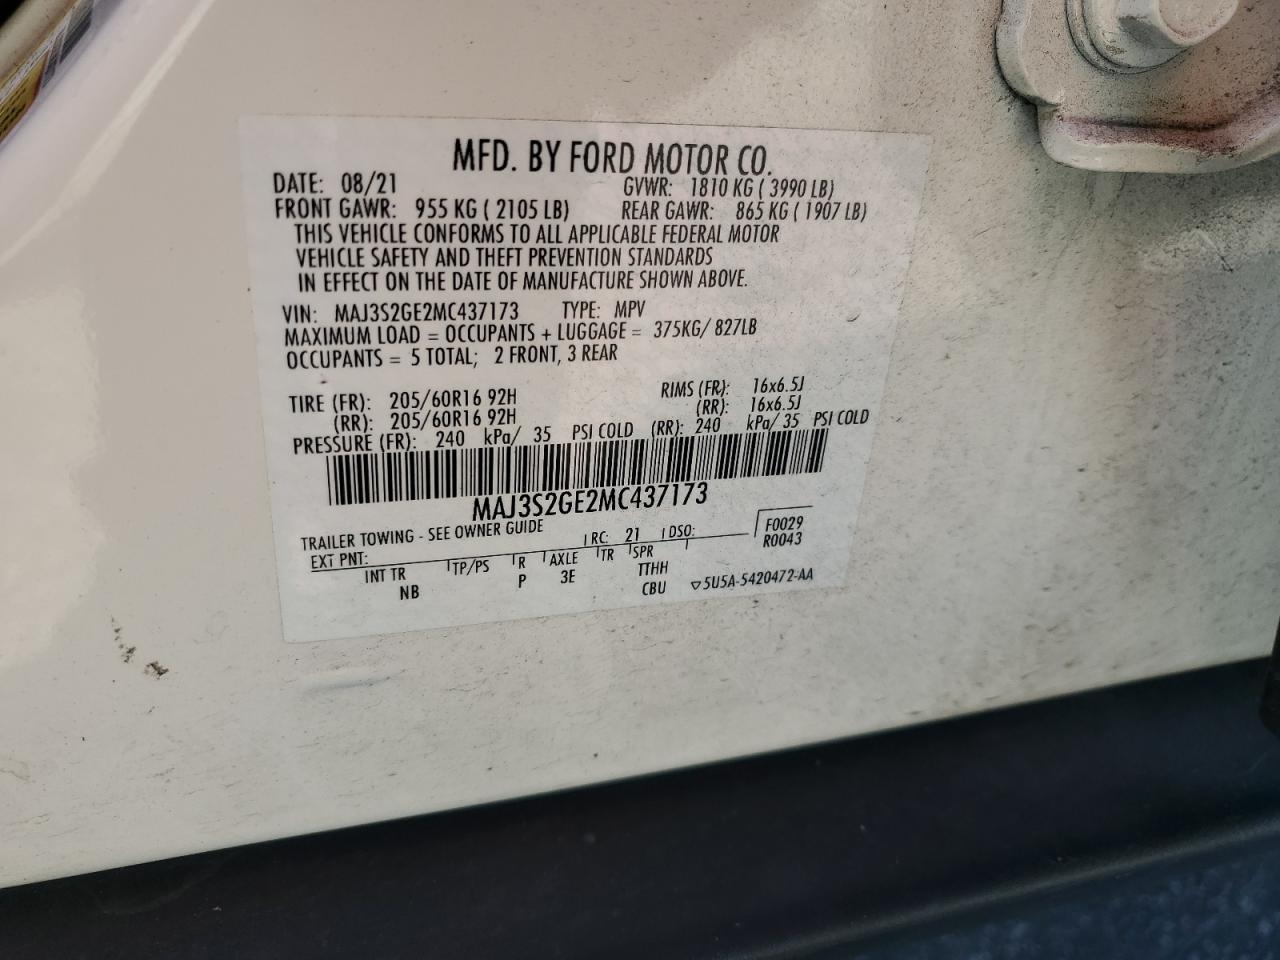 MFD. BY FORD MOTOR CO.
DATE: 08/21 GVWR: 1810 KG ( 3990 LB)
FRONT GAWR: 955 KG ( 2105 LB) REAR GAWR: 865 KG ( 1907 LB)
THIS VEHICLE CONFORMS TO ALL APPLICABLE FEDERAL MOTOR
VEHICLE SAFETY AND THEFT PREVENTION STANDARDS
IN EFFECT ON THE DATE OF MANUFACTURE SHOWN ABOVE.
VIN: MAJ3S2GE2MC437173 TYPE: MPV
MAXIMUM LOAD = OCCUPANTS + LUGGAGE = 375KG/ 827LB
OCCUPANTS = 5 TOTAL; 2 FRONT, 3 REAR
TIRE (FR): 205/60R16 92H RIMS (FR): 16x6.5J
(RR): 205/60R16 92H (RR): 16x6.5J
PRESSURE (FR): 240 kPa/ 35 PSI COLD (RR): 240 kPa/ 35 PSI COLD
MAJ3S2GE2MC437173
TRAILER TOWING - SEE OWNER GUIDE
EXT PNT: RC: 21 DSO: F0029
R0043
INT TR TP/PS R AXLE TR SPR
NB P 3E TTHH
CBU 5U5A-5420472-AA